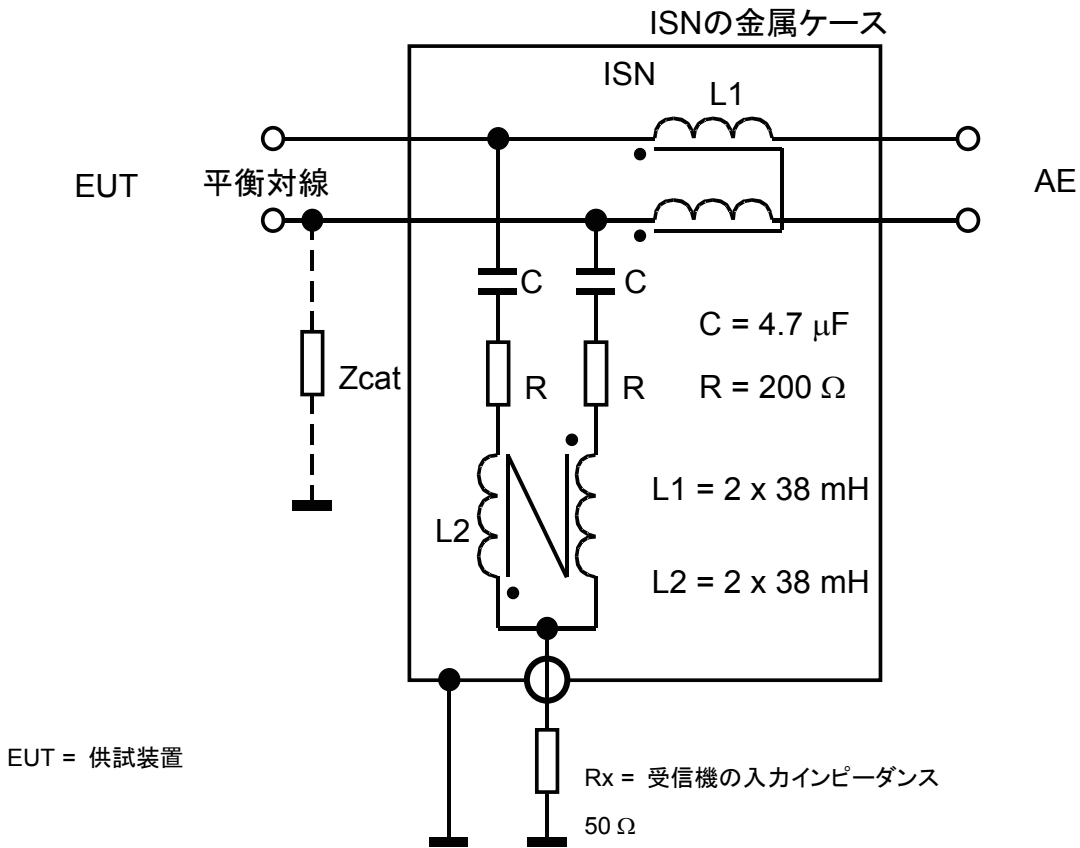 ISNの金属ケース
ISN
L1
EUT
平衡対線
AE
C
C
C = 4.7 μF
Zcat
R
R
R = 200 Ω
L2
L1 = 2 x 38 mH
L2 = 2 x 38 mH
EUT = 供試装置
Rx = 受信機の入力インピーダンス
50 Ω